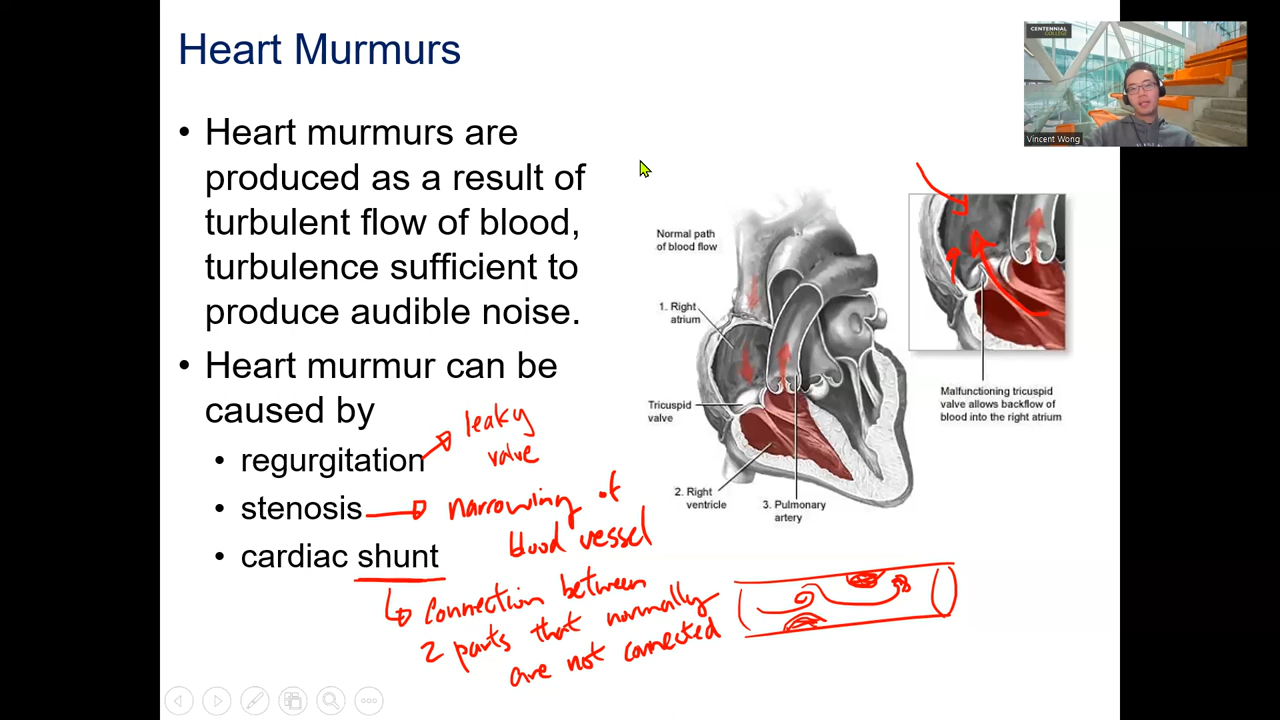 Heart Murmurs
CENTENNIAL
COLLEGE
Vincent Wong
• Heart murmurs are
produced as a result of
turbulent flow of blood,
turbulence sufficient to
produce audible noise.
• Heart murmur can be
caused by
• regurgitation
leaky
valve
• stenosis
narrowing of
blood vessel
• cardiac shunt
connection between
2 parts that normally
are not connected
Normal path
of blood flow
1. Right
atrium
Tricuspid
valve
2. Right
ventricle
3. Pulmonary
artery
Malfunctioning tricuspid
valve allows backflow of
blood into the right atrium